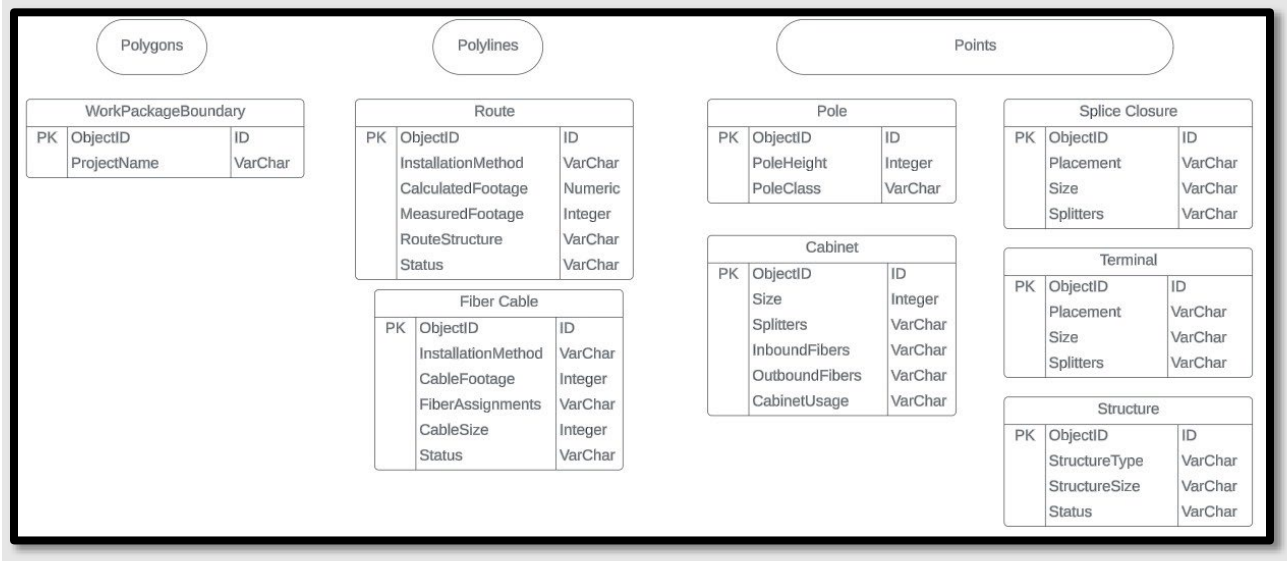 Polygons
Polylines
Points
WorkPackageBoundary
PK ObjectID ID
ProjectName VarChar
Route
PK ObjectID ID
InstallationMethod VarChar
CalculatedFootage Numeric
MeasuredFootage Integer
RouteStructure VarChar
Status VarChar
Fiber Cable
PK ObjectID ID
InstallationMethod VarChar
CableFootage Integer
FiberAssignments VarChar
CableSize Integer
Status VarChar
Pole
PK ObjectID ID
PoleHeight Integer
PoleClass VarChar
Cabinet
PK ObjectID ID
Size Integer
Splitters VarChar
InboundFibers VarChar
OutboundFibers VarChar
CabinetUsage VarChar
Splice Closure
PK ObjectID ID
Placement VarChar
Size VarChar
Splitters VarChar
Terminal
PK ObjectID ID
Placement VarChar
Size VarChar
Splitters VarChar
Structure
PK ObjectID ID
StructureType VarChar
StructureSize VarChar
Status VarChar